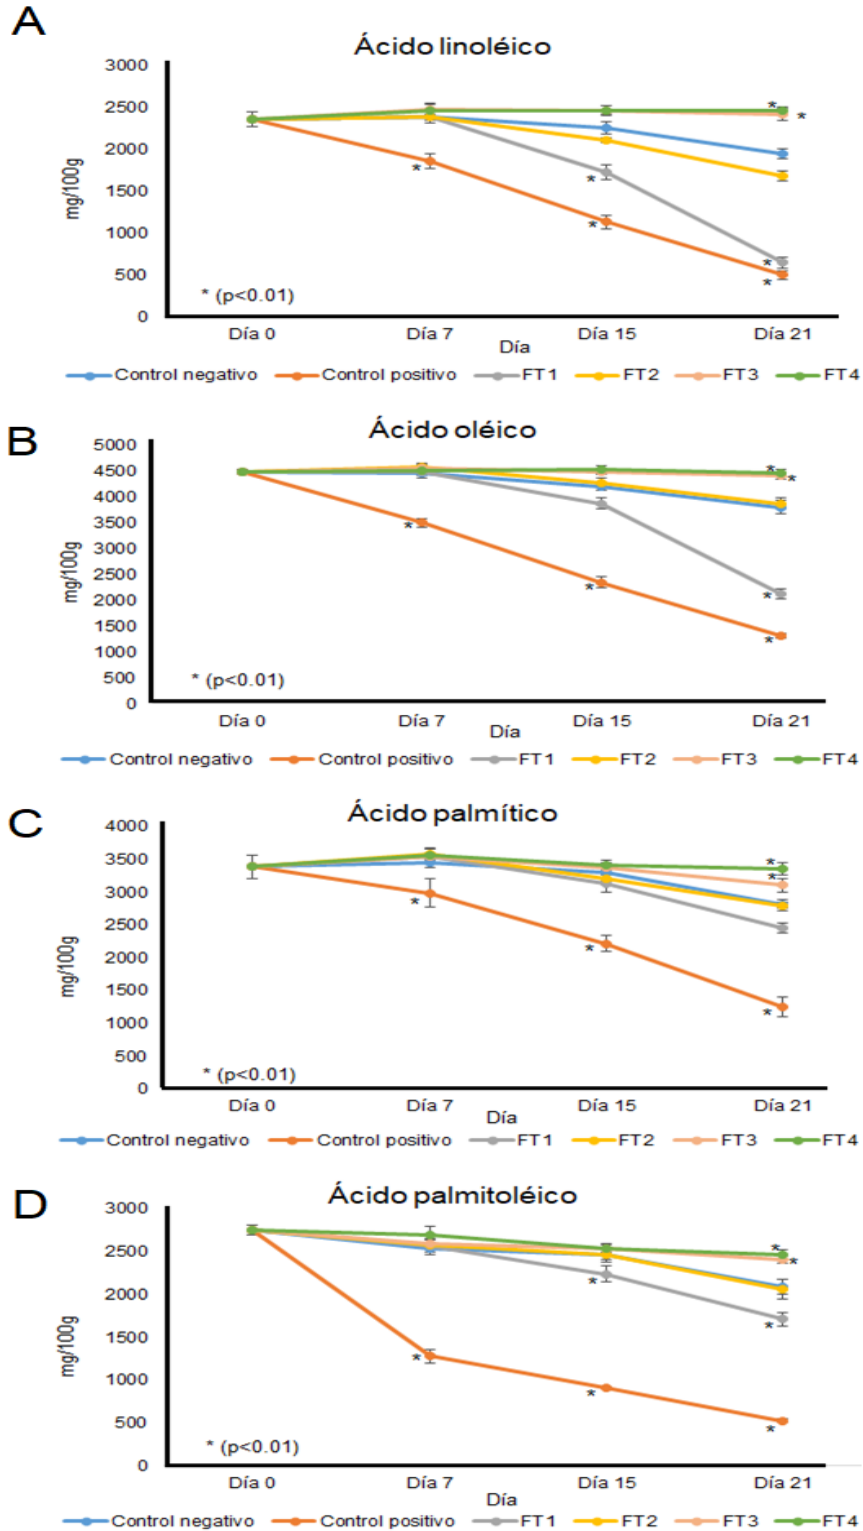 A
Ácido linoléico
3000
2500
2000
1500
1000
500
0
mg/100g
*
*
*
*
*
*
*
* (p<0.01)
Día 0 Día 7 Día 15 Día 21
Día
Control negativo Control positivo FT1 FT2 FT3 FT4
B
Ácido oléico
5000
4500
4000
3500
3000
2500
2000
1500
1000
500
0
mg/100g
*
*
*
*
*
*
* (p<0.01)
Día 0 Día 7 Día 15 Día 21
Día
Control negativo Control positivo FT1 FT2 FT3 FT4
C
Ácido palmítico
4000
3500
3000
2500
2000
1500
1000
500
0
mg/100g
*
*
*
*
*
* (p<0.01)
Día 0 Día 7 Día 15 Día 21
Día
Control negativo Control positivo FT1 FT2 FT3 FT4
D
Ácido palmitoléico
3000
2500
2000
1500
1000
500
0
mg/100g
*
*
*
*
*
*
*
* (p<0.01)
Día 0 Día 7 Día 15 Día 21
Día
Control negativo Control positivo FT1 FT2 FT3 FT4